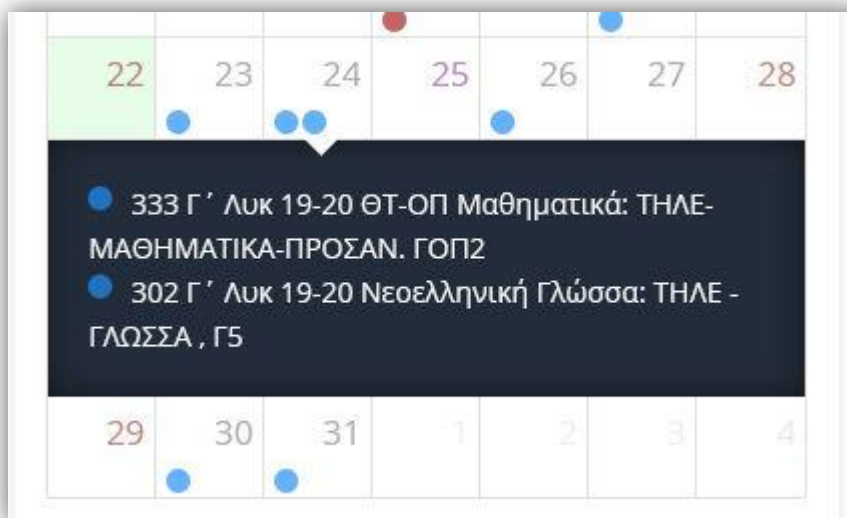 22 23 24 25 26 27 28
333 Γ΄ Λυκ 19-20 ΘΤ-ΟΠ Μαθηματικά: ΤΗΛΕ-
ΜΑΘΗΜΑΤΙΚΑ-ΠΡΟΣΑΝ. ΓΟΠ2
302 Γ΄ Λυκ 19-20 Νεοελληνική Γλώσσα: ΤΗΛΕ -
ΓΛΩΣΣΑ , Γ5
29 30 31 1 2 3 4